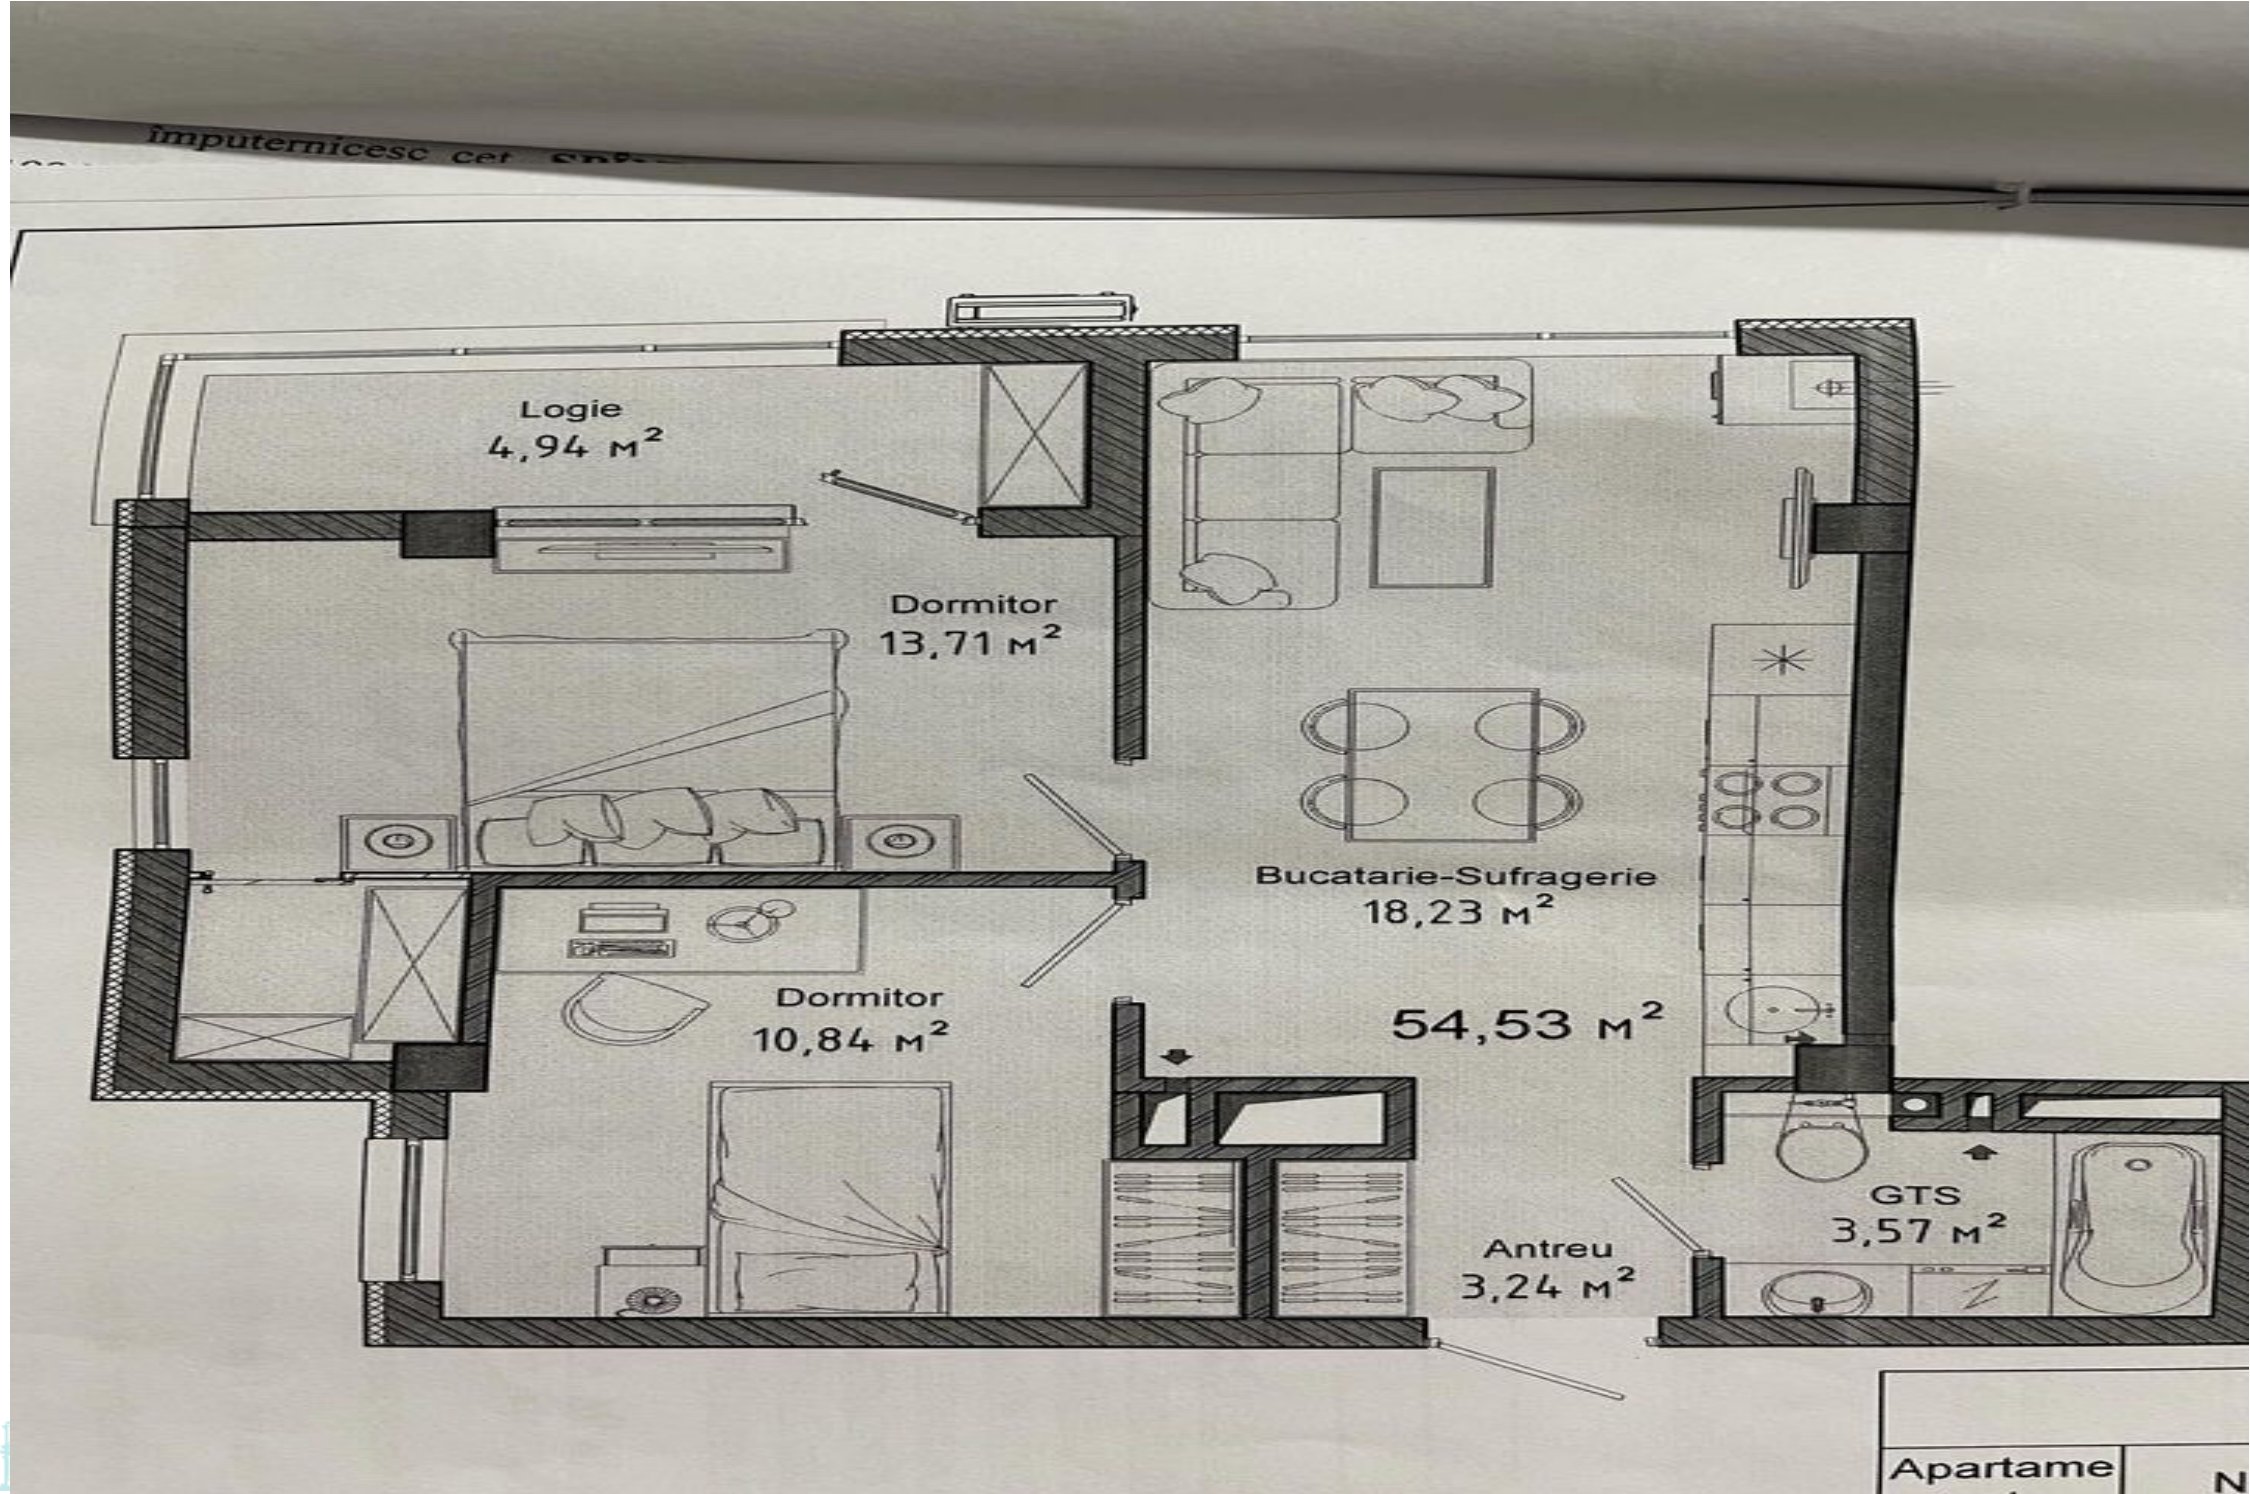 împuternicesc cet.
Logie
4,94 м²
Dormitor
13,71 м²
Bucatarie-Sufragerie
18,23 м²
Dormitor
10,84 м²
54,53 м²
GTS
3,57 м²
Antreu
3,24 м²
Apartame
N